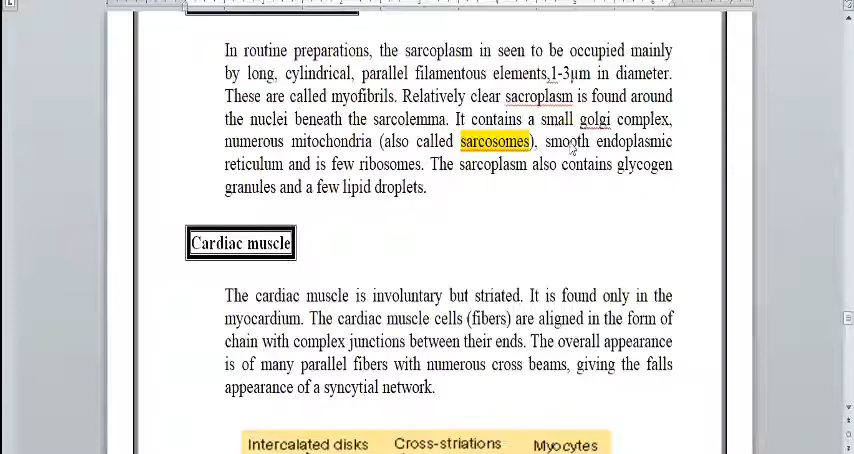 In routine preparations, the sarcoplasm in seen to be occupied mainly
by long, cylindrical, parallel filamentous elements,1-3µm in diameter.
These are called myofibrils. Relatively clear sacroplasm is found around
the nuclei beneath the sarcolemma. It contains a small golgi complex,
numerous mitochondria (also called sarcosomes), smooth endoplasmic
reticulum and is few ribosomes. The sarcoplasm also contains glycogen
granules and a few lipid droplets.
Cardiac muscle
The cardiac muscle is involuntary but striated. It is found only in the
myocardium. The cardiac muscle cells (fibers) are aligned in the form of
chain with complex junctions between their ends. The overall appearance
is of many parallel fibers with numerous cross beams, giving the falls
appearance of a syncytial network.
Intercalated disks Cross-striations Myocytes